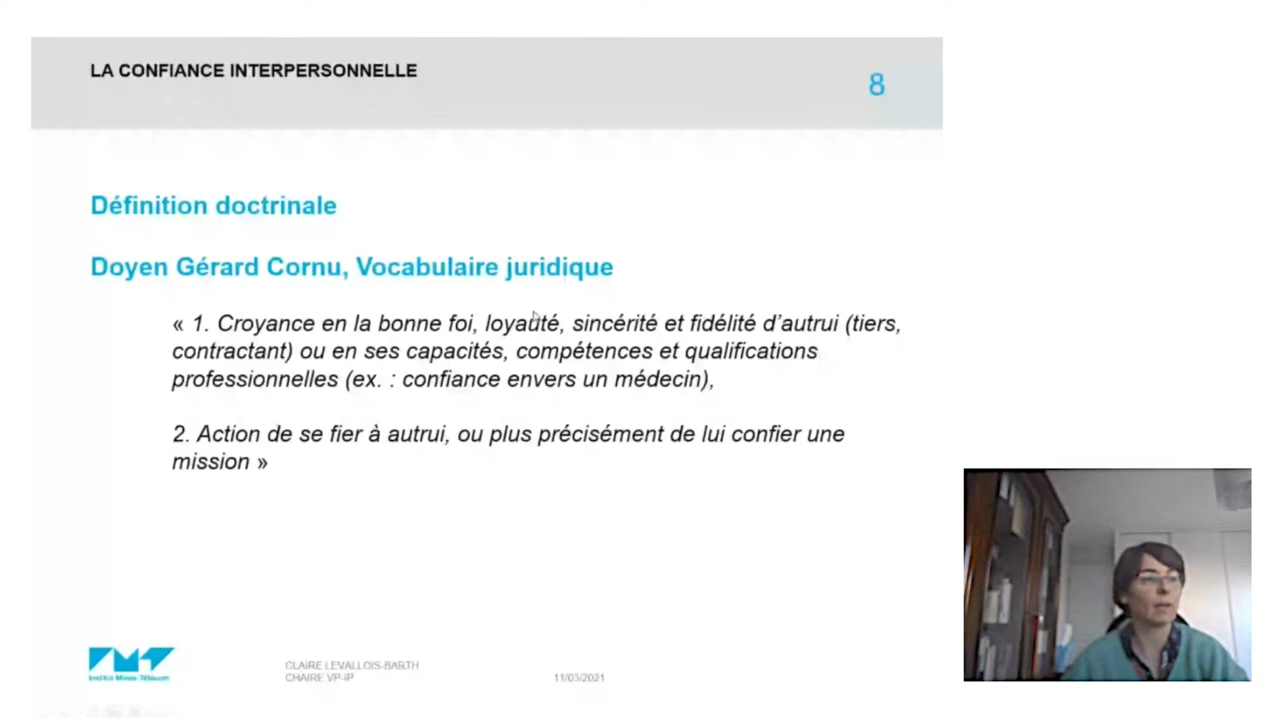 LA CONFIANCE INTERPERSONNELLE
8
Définition doctrinale
Doyen Gérard Cornu, Vocabulaire juridique
« 1. Croyance en la bonne foi, loyauté, sincérité et fidélité d'autrui (tiers,
contractant) ou en ses capacités, compétences et qualifications
professionnelles (ex. : confiance envers un médecin),
2. Action de se fier à autrui, ou plus précisément de lui confier une
mission »
Institut Mines-Télécom
CLAIRE LEVALLOIS-BARTH
CHAIRE VP-IP
11/03/2021